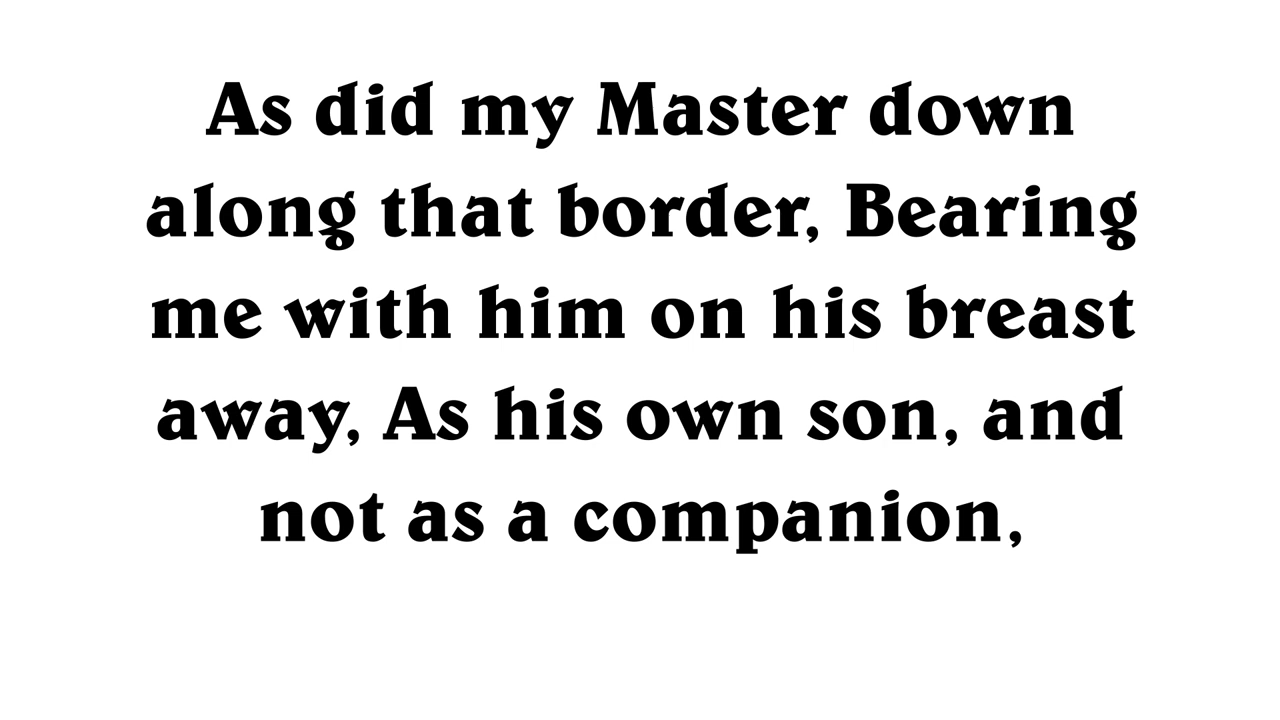 As did my Master down
along that border, Bearing
me with him on his breast
away, As his own son, and
not as a companion,